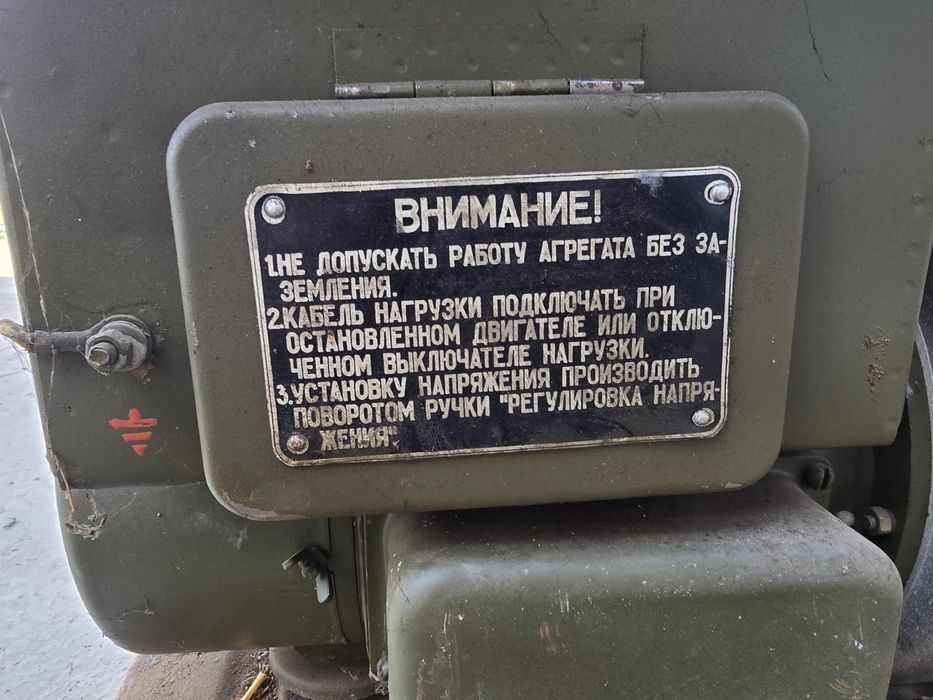 ВНИМАНИЕ!
1.НЕ ДОПУСКАТЬ РАБОТУ АГРЕГАТА БЕЗ ЗА-
ЗЕМЛЕНИЯ.
2.КАБЕЛЬ НАГРУЗКИ ПОДКЛЮЧАТЬ ПРИ
ОСТАНОВЛЕННОМ ДВИГАТЕЛЕ ИЛИ ОТКЛЮ-
ЧЕННОМ ВЫКЛЮЧАТЕЛЕ НАГРУЗКИ.
3.УСТАНОВКУ НАПРЯЖЕНИЯ ПРОИЗВОДИТЬ
ПОВОРОТОМ РУЧКИ "РЕГУЛИРОВКА НАПРЯ-
ЖЕНИЯ".